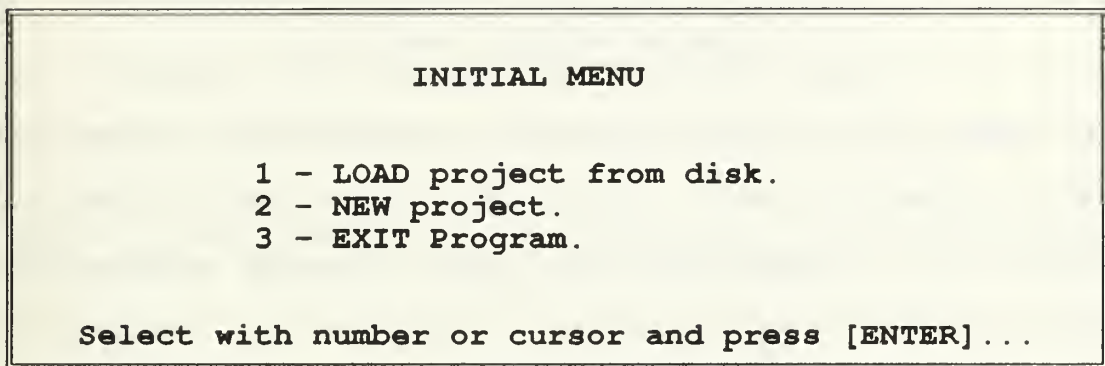 INITIAL MENU
1 - LOAD project from disk.
2 - NEW project.
3 - EXIT Program.
Select with number or cursor and press [ENTER]...